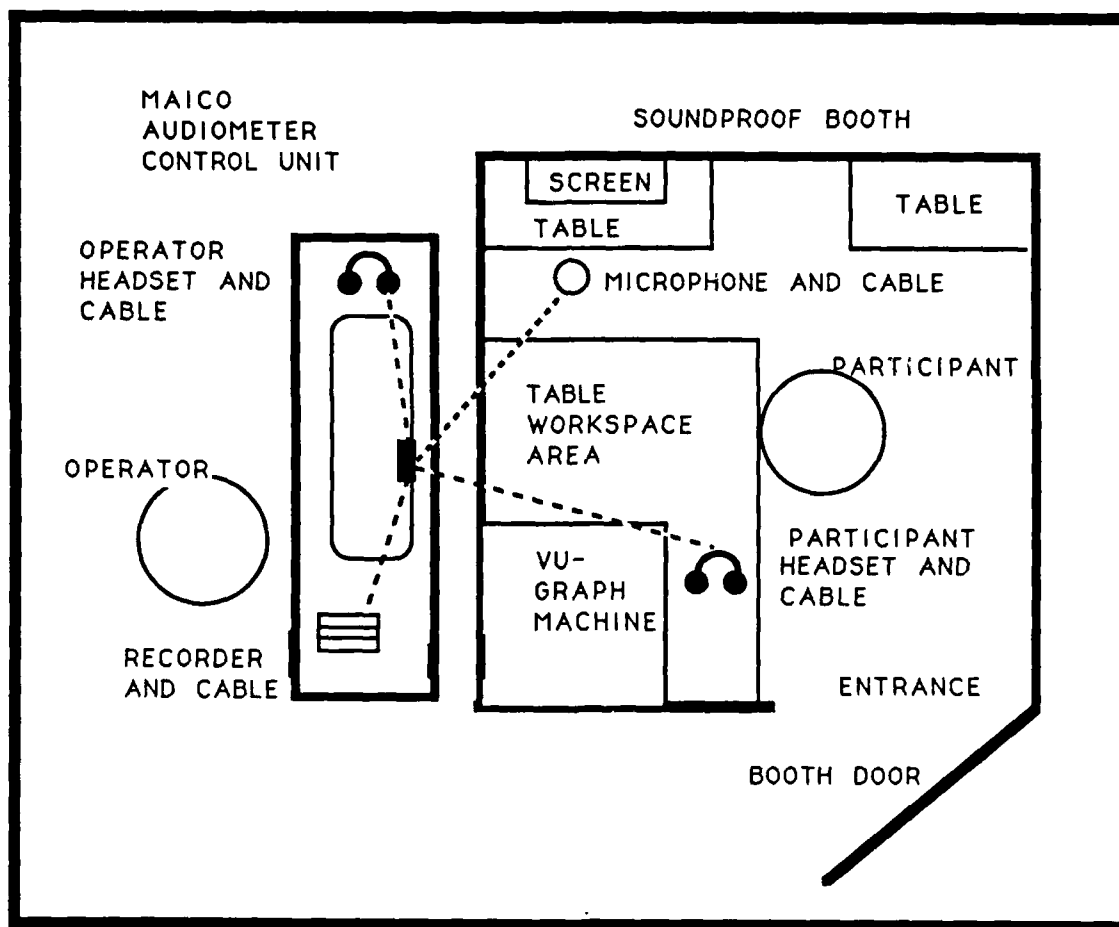 MAICO
AUDIOMETER
CONTROL UNIT
SOUNDPROOF BOOTH
SCREEN
TABLE
TABLE
OPERATOR
HEADSET AND
CABLE
MICROPHONE AND CABLE
PARTICIPANT
TABLE
WORKSPACE
AREA
OPERATOR
PARTICIPANT
HEADSET AND
CABLE
VU-
GRAPH
MACHINE
RECORDER
AND CABLE
ENTRANCE
BOOTH DOOR